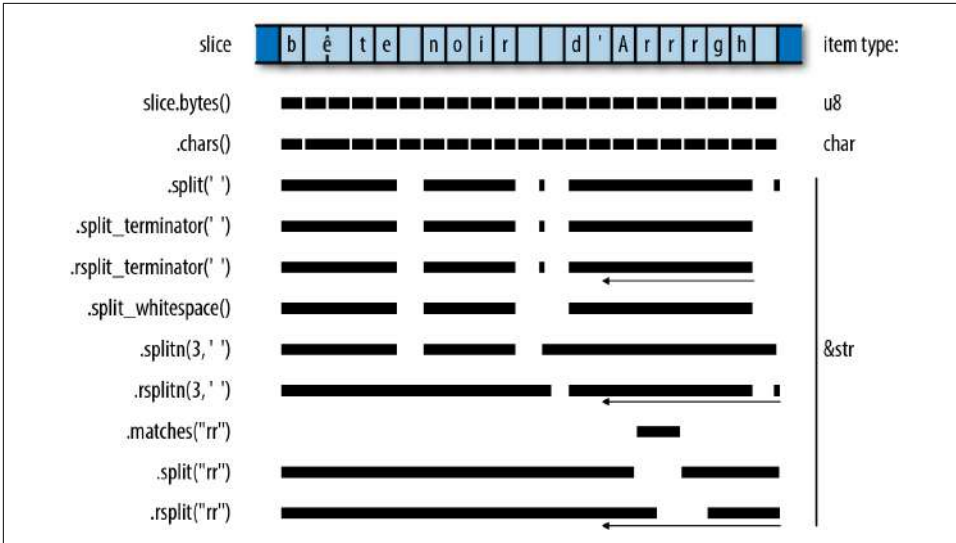 slice b ê t e n o i r d ' A r r r g h item type:
slice.bytes() u8
.chars() char
.split(' ')
.split_terminator(' ')
.rsplit_terminator(' ')
.split_whitespace()
.splitn(3, ' ') &str
.rsplitn(3, ' ')
.matches("rr")
.split("rr")
.rsplit("rr")